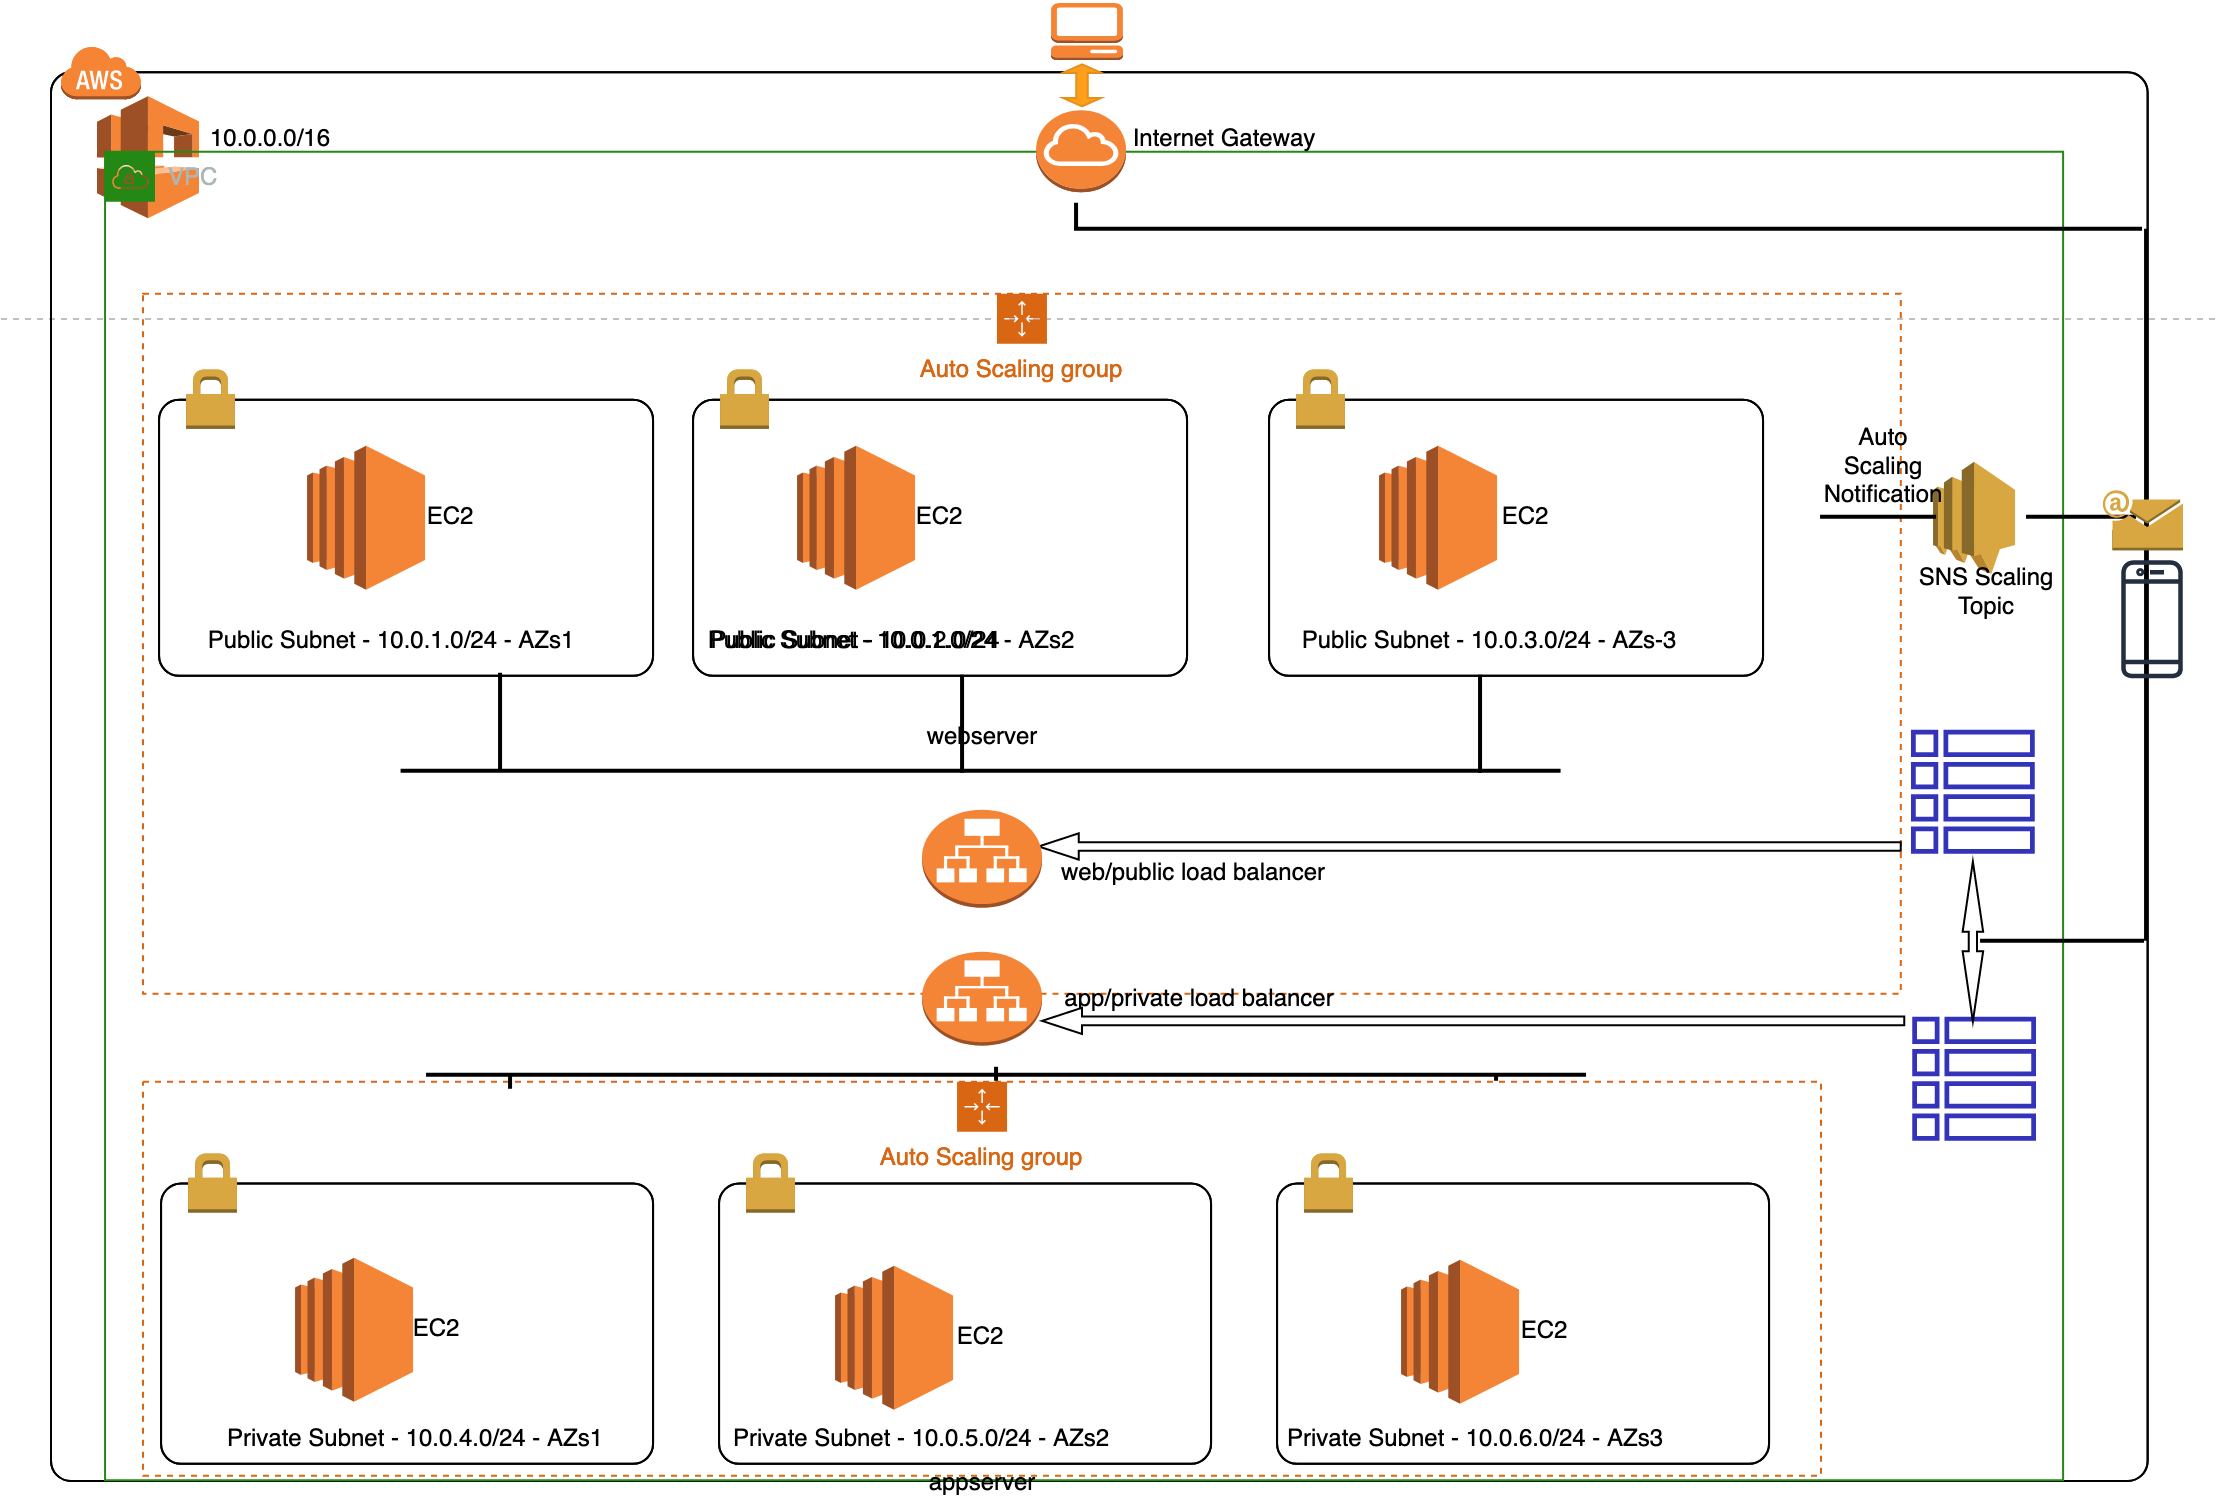 AWS
10.0.0.0/16
Internet Gateway
VPC
Auto Scaling group
Auto
Scaling
Notification
@
EC2
EC2
EC2
SNS Scaling
Topic
Public Subnet - 10.0.1.0/24 - AZs1
Public Subnet - 10.0.2.0/24 - AZs2
Public Subnet - 10.0.3.0/24 - AZs-3
webserver
web/public load balancer
app/private load balancer
Auto Scaling group
EC2
EC2
EC2
Private Subnet - 10.0.4.0/24 - AZs1
Private Subnet - 10.0.5.0/24 - AZs2
Private Subnet - 10.0.6.0/24 - AZs3
appserver